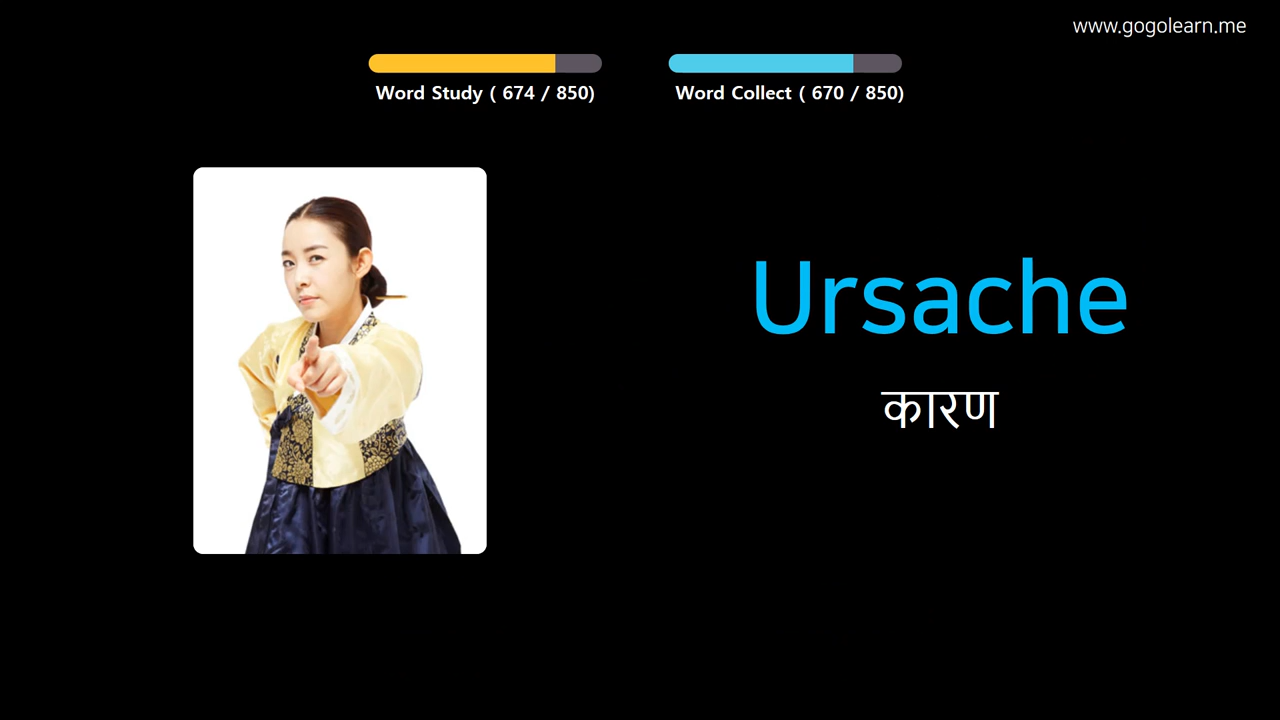 www.gogolearn.me
Word Study ( 674 / 850)
Word Collect ( 670 / 850)
Ursache
कारण